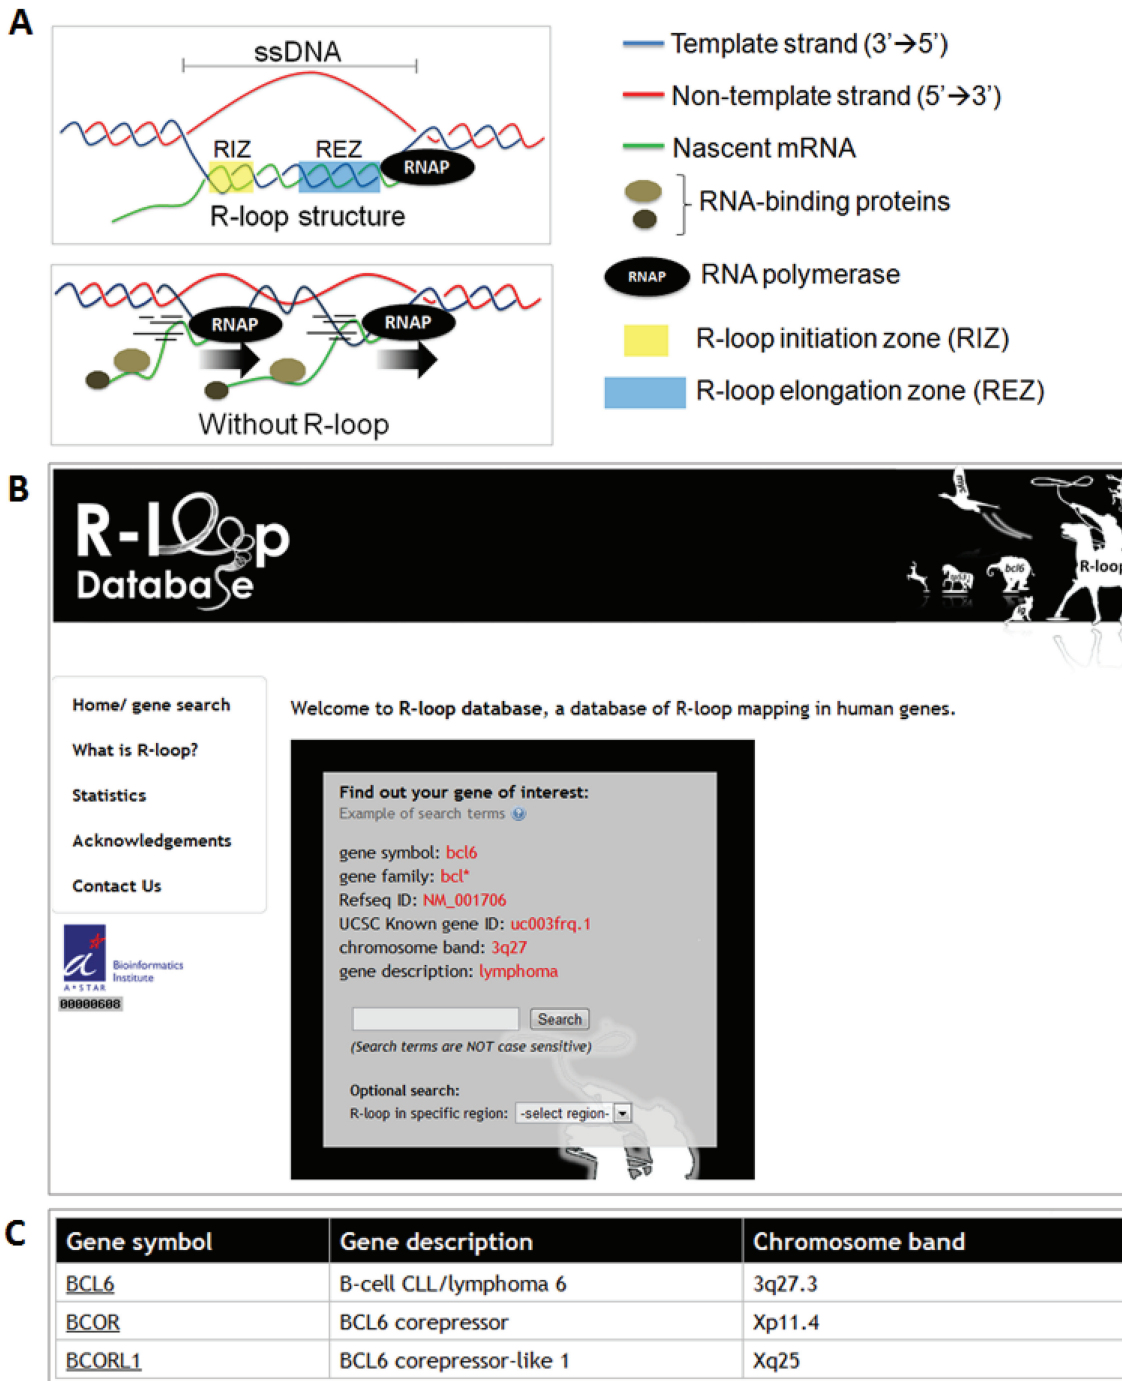 A
ssDNA
RIZ
REZ
RNAP
R-loop structure
RNAP
RNAP
Without R-loop
Template strand (3'→5')
Non-template strand (5'→3')
Nascent mRNA
RNA-binding proteins
RNAP
RNA polymerase
R-loop initiation zone (RIZ)
R-loop elongation zone (REZ)
B
R-loop
Database
myc
tp53
bcl6
ig
R-loop
Home/ gene search
What is R-loop?
Statistics
Acknowledgements
Contact Us
a
A*STAR
Bioinformatics
Institute
00000608
Welcome to R-loop database, a database of R-loop mapping in human genes.
Find out your gene of interest:
Example of search terms ?
gene symbol: bcl6
gene family: bcl*
Refseq ID: NM_001706
UCSC Known gene ID: uc003frq.1
chromosome band: 3q27
gene description: lymphoma
Search
(Search terms are NOT case sensitive)
Optional search:
R-loop in specific region: -select region-
C
Gene symbol Gene description Chromosome band
BCL6 B-cell CLL/lymphoma 6 3q27.3
BCOR BCL6 corepressor Xp11.4
BCORL1 BCL6 corepressor-like 1 Xq25